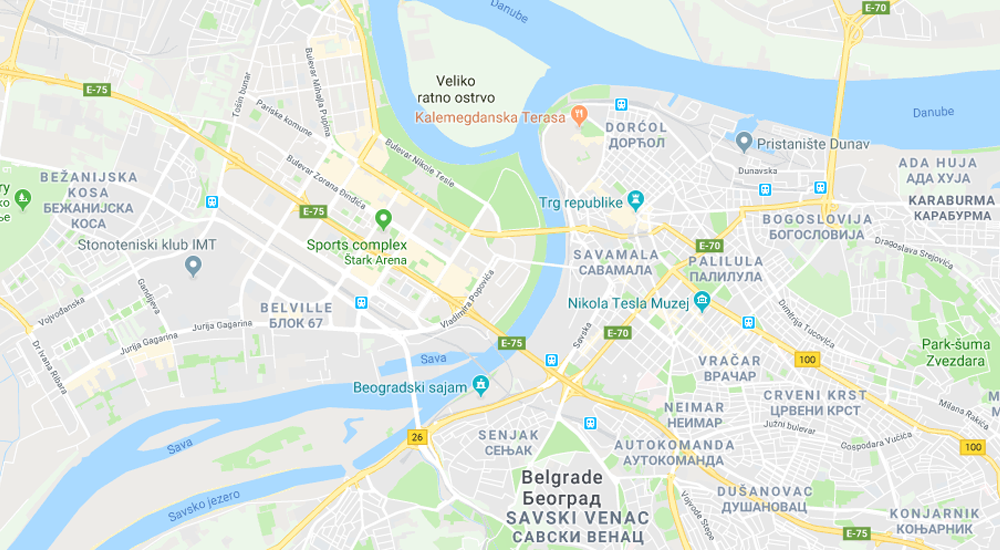 Danube
E-70
Danube
Veliko
ratno ostrvo
E-75
Tošin bunar
Bulevar Mihajla Pupina
Pariska komune
Kalemegdanska Terasa
DORĆOL
ДОРЋОЛ
Danube
Pristanište Dunav
Bulevar Nikole Tesle
Dunavska
ADA HUJA
АДА ХУЈА
BEŽANIJSKA
KOSA
БЕЖАНИЈСКА
КОСА
Bulevar Zorana Đinđića
KARABURMA
КАРАБУРМА
Trg republike
E-75
BOGOSLOVIJA
БОГОСЛОВИЈА
Sports complex
Štark Arena
Stonoteniski klub IMT
E-70
Dragoslava Srejovića
SAVAMALA
САВАМАЛА
PALILULA
ПАЛИЛУЛА
Gandijeva
Vojvođanska
Vladimira Popovića
BELVILLE
БЛОК 67
Nikola Tesla Muzej
Dimitrija Tucovića
Jurija Gagarina
Jurija Gagarina
Savska
E-70
Dr Ivana Ribara
E-75
Park-šuma
Zvezdara
Sava
100
VRAČAR
ВРАЧАР
Beogradski sajam
CRVENI KRST
ЦРВЕНИ КРСТ
NEIMAR
НЕИМАР
Milana Rakića
Južni bulevar
26
Sava
SENJAK
СЕЊАК
AUTOKOMANDA
АУТОКОМАНДА
Gospodara Vučića
100
Belgrade
Београд
Savsko jezero
DUŠANOVAC
ДУШАНОВАЦ
Vojvode Stepe
SAVSKI VENAC
САВСКИ ВЕНАЦ
KONJARNIK
КОЊАРНИК
E-75